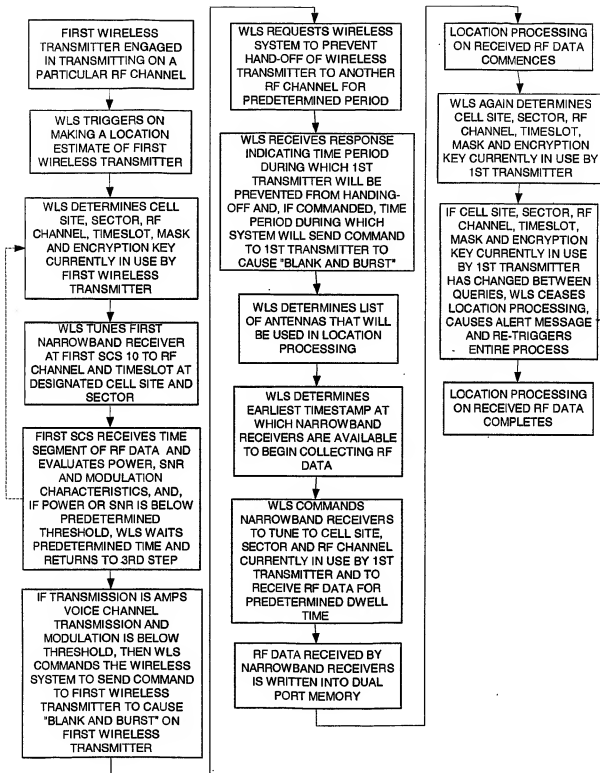 FIRST WIRELESS
TRANSMITTER ENGAGED
IN TRANSMITTING ON A
PARTICULAR RF CHANNEL
WLS TRIGGERS ON
MAKING A LOCATION
ESTIMATE OF FIRST
WIRELESS TRANSMITTER
WLS DETERMINES CELL
SITE, SECTOR, RF
CHANNEL, TIMESLOT, MASK
AND ENCRYPTION KEY
CURRENTLY IN USE BY
FIRST WIRELESS
TRANSMITTER
WLS TUNES FIRST
NARROWBAND RECEIVER
AT FIRST SCS 10 TO RF
CHANNEL AND TIMESLOT AT
DESIGNATED CELL SITE AND
SECTOR
FIRST SCS RECEIVES TIME
SEGMENT OF RF DATA AND
EVALUATES POWER, SNR
AND MODULATION
CHARACTERISTICS, AND,
IF POWER OR SNR IS BELOW
PREDETERMINED
THRESHOLD, WLS WAITS
PREDETERMINED TIME AND
RETURNS TO 3RD STEP
IF TRANSMISSION IS AMPS
VOICE CHANNEL
TRANSMISSION AND
MODULATION IS BELOW
THRESHOLD, THEN WLS
COMMANDS THE WIRELESS
SYSTEM TO SEND COMMAND
TO FIRST WIRELESS
TRANSMITTER TO CAUSE
"BLANK AND BURST" ON
FIRST WIRELESS
TRANSMITTER
WLS REQUESTS WIRELESS
SYSTEM TO PREVENT
HAND-OFF OF WIRELESS
TRANSMITTER TO ANOTHER
RF CHANNEL FOR
PREDETERMINED PERIOD
WLS RECEIVES RESPONSE
INDICATING TIME PERIOD
DURING WHICH 1ST
TRANSMITTER WILL BE
PREVENTED FROM HANDING-
OFF AND, IF COMMANDED, TIME
PERIOD DURING WHICH
SYSTEM WILL SEND COMMAND
TO 1ST TRANSMITTER TO
CAUSE "BLANK AND BURST"
WLS DETERMINES LIST
OF ANTENNAS THAT WILL
BE USED IN LOCATION
PROCESSING
WLS DETERMINES
EARLIEST TIMESTAMP AT
WHICH NARROWBAND
RECEIVERS ARE AVAILABLE
TO BEGIN COLLECTING RF
DATA
WLS COMMANDS
NARROWBAND RECEIVERS
TO TUNE TO CELL SITE,
SECTOR AND RF CHANNEL
CURRENTLY IN USE BY 1ST
TRANSMITTER AND TO
RECEIVE RF DATA FOR
PREDETERMINED DWELL
TIME
RF DATA RECEIVED BY
NARROWBAND RECEIVERS
IS WRITTEN INTO DUAL
PORT MEMORY
LOCATION PROCESSING
ON RECEIVED RF DATA
COMMENCES
WLS AGAIN DETERMINES
CELL SITE, SECTOR, RF
CHANNEL, TIMESLOT,
MASK AND ENCRYPTION
KEY CURRENTLY IN USE BY
1ST TRANSMITTER
IF CELL SITE, SECTOR, RF
CHANNEL, TIMESLOT,
MASK AND ENCRYPTION
KEY CURRENTLY IN USE
BY 1ST TRANSMITTER
HAS CHANGED BETWEEN
QUERIES, WLS CEASES
LOCATION PROCESSING,
CAUSES ALERT MESSAGE
AND RE-TRIGGERS
ENTIRE PROCESS
LOCATION PROCESSING
ON RECEIVED RF DATA
COMPLETES